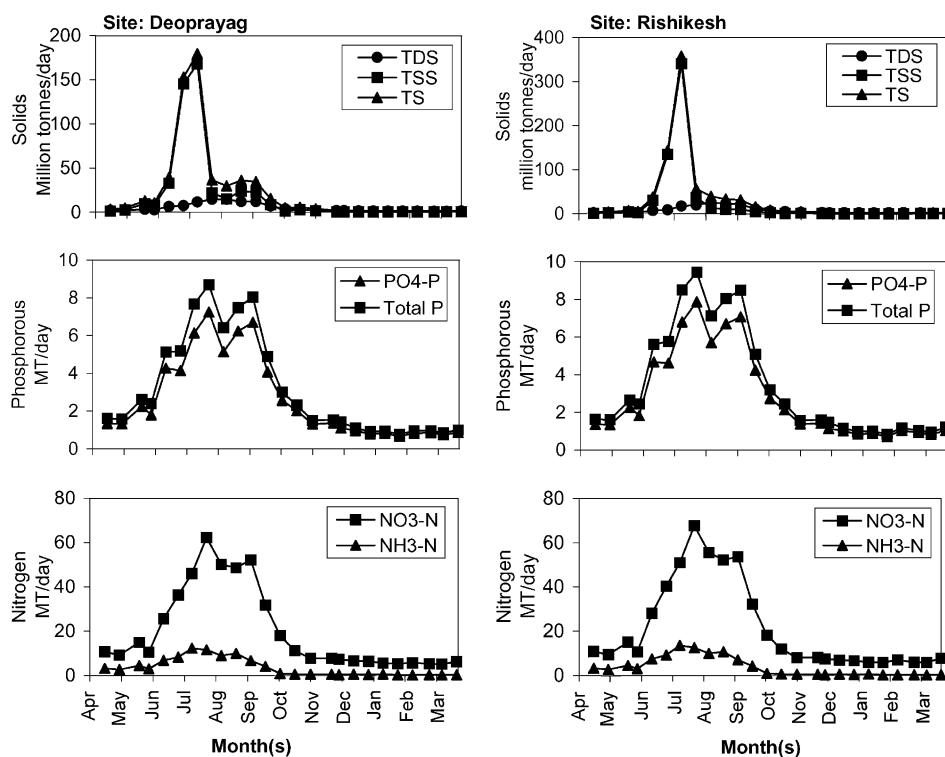 Site: Deoprayag
Solids
Million tonnes/day
200
150
100
50
0
TDS
TSS
TS
Phosphorous
MT/day
10
8
6
4
2
0
PO4-P
Total P
Nitrogen
MT/day
80
60
40
20
0
NO3-N
NH3-N
Apr
May
Jun
Jul
Aug
Sep
Oct
Nov
Dec
Jan
Feb
Mar
Month(s)
Site: Rishikesh
Solids
million tonnes/day
400
300
200
100
0
TDS
TSS
TS
Phosphorous
MT/day
10
8
6
4
2
0
PO4-P
Total P
Nitrogen
MT/day
80
60
40
20
0
NO3-N
NH3-N
Apr
May
Jun
Jul
Aug
Sep
Oct
Nov
Dec
Jan
Feb
Mar
Month(s)